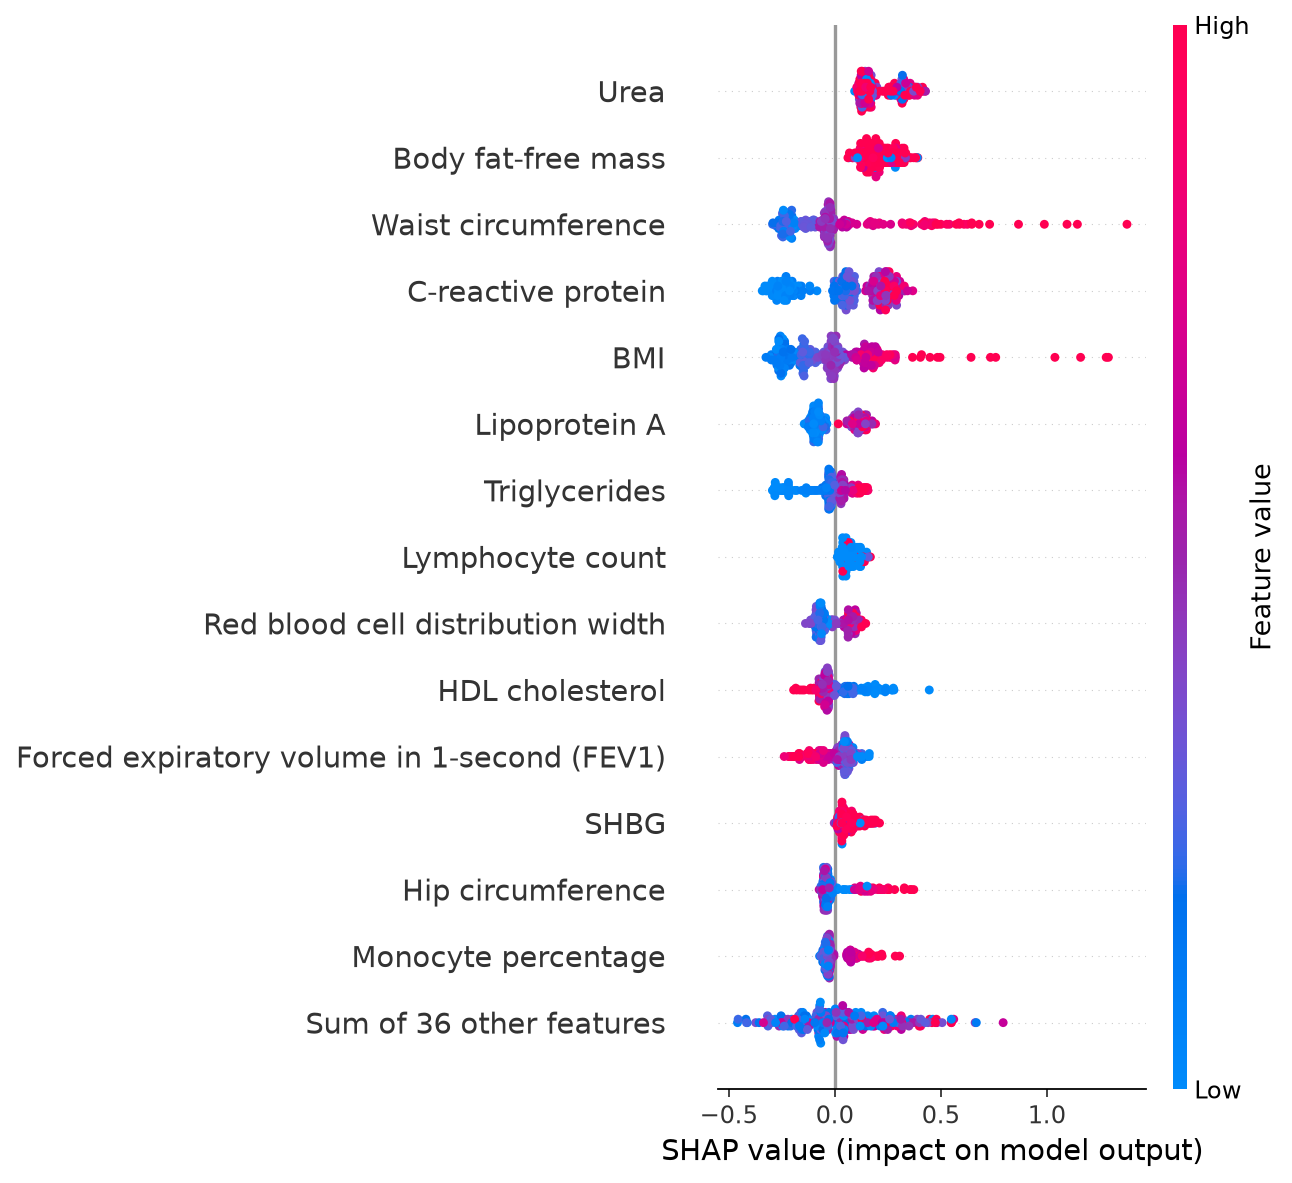 High
Urea
Body fat-free mass
Waist circumference
C-reactive protein
BMI
Lipoprotein A
Triglycerides
Lymphocyte count
Red blood cell distribution width
HDL cholesterol
Forced expiratory volume in 1-second (FEV1)
SHBG
Hip circumference
Monocyte percentage
Sum of 36 other features
Feature value
Low
−0.5 0.0 0.5 1.0
SHAP value (impact on model output)